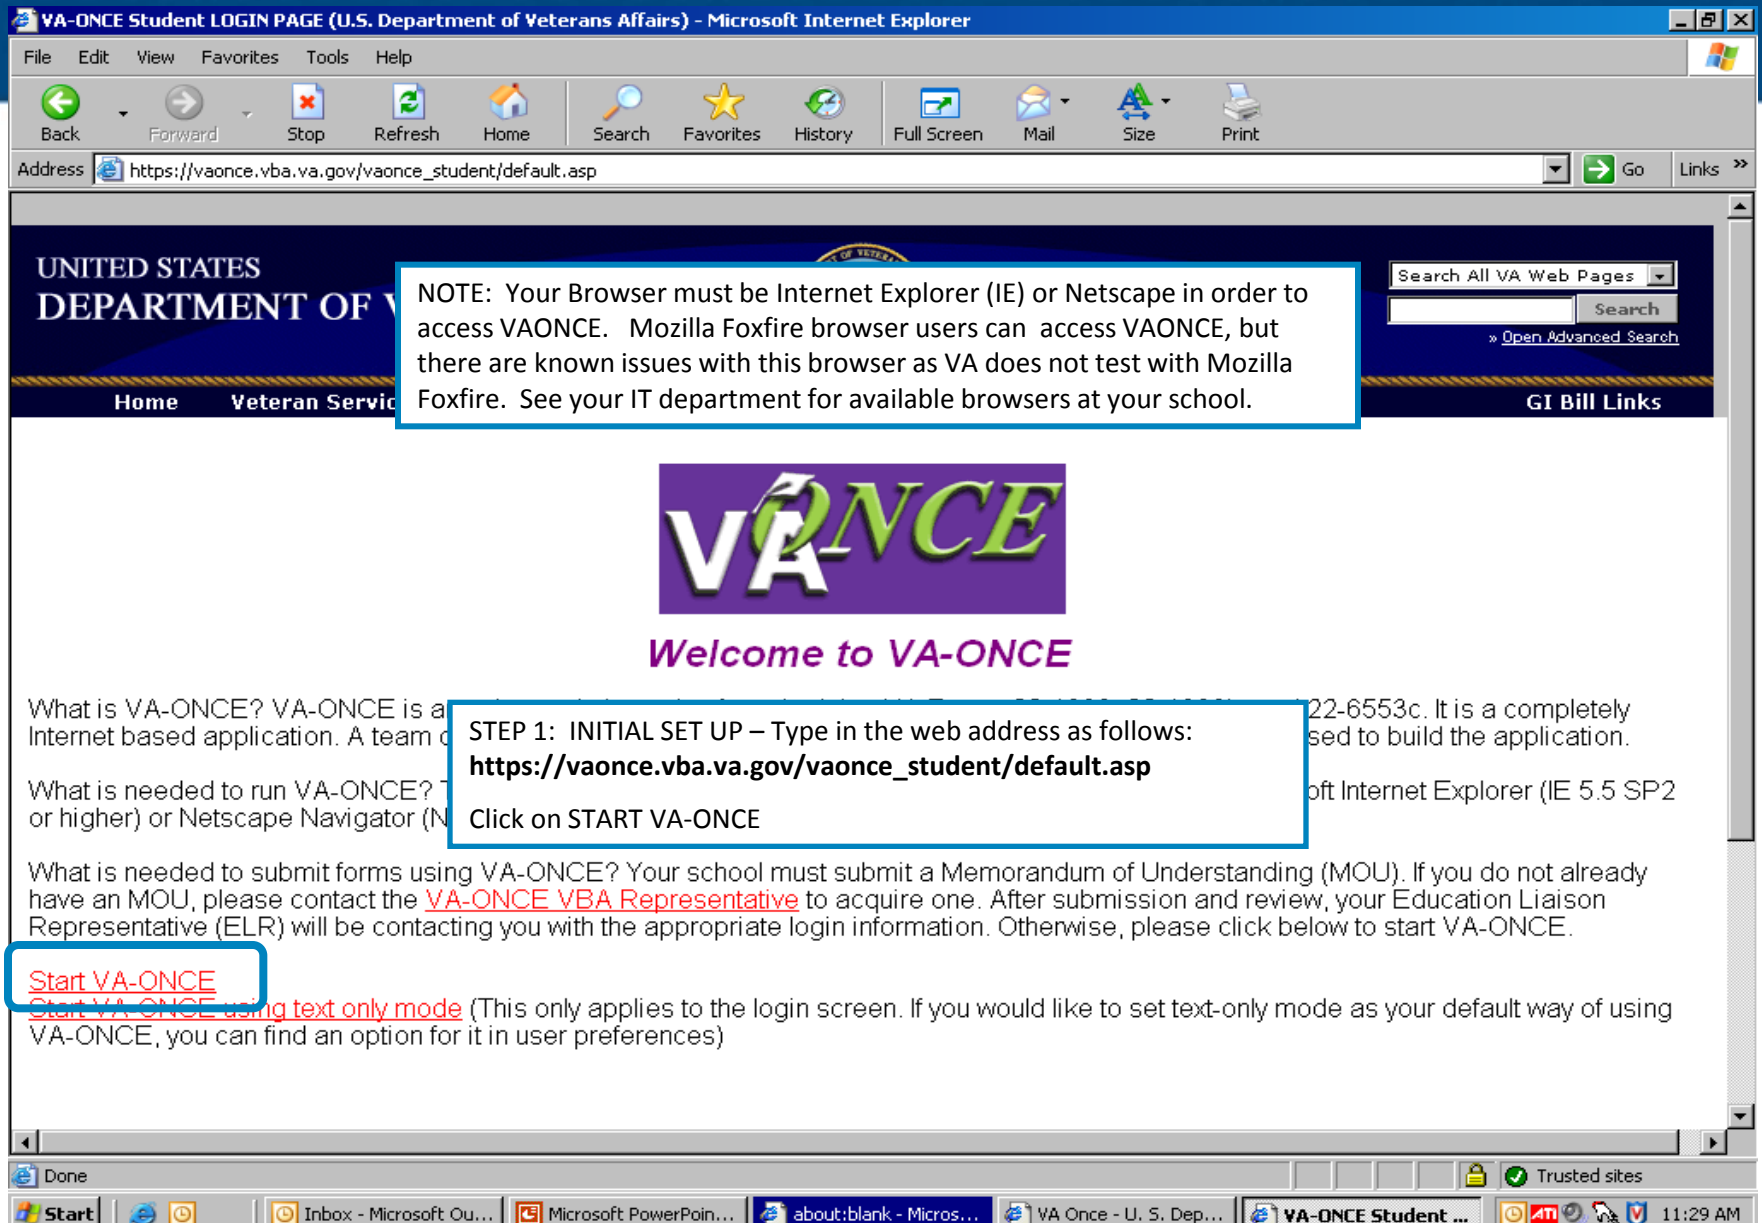 VA-ONCE Student LOGIN PAGE (U.S. Department of Veterans Affairs) - Microsoft Internet Explorer
File Edit View Favorites Tools Help
Back Forward Stop Refresh Home Search Favorites History Full Screen Mail Size Print
Address https://vaonce.vba.va.gov/vaonce_student/default.asp Go Links »
UNITED STATES
DEPARTMENT OF V
Search All VA Web Pages
Search
» Open Advanced Search
NOTE: Your Browser must be Internet Explorer (IE) or Netscape in order to
access VAONCE. Mozilla Foxfire browser users can access VAONCE, but
there are known issues with this browser as VA does not test with Mozilla
Foxfire. See your IT department for available browsers at your school.
Home Veteran Servic GI Bill Links
VA ONCE
Welcome to VA-ONCE
What is VA-ONCE? VA-ONCE is a 22-6553c. It is a completely
Internet based application. A team sed to build the application.
STEP 1: INITIAL SET UP – Type in the web address as follows:
https://vaonce.vba.va.gov/vaonce_student/default.asp
Click on START VA-ONCE
What is needed to run VA-ONCE? T oft Internet Explorer (IE 5.5 SP2
or higher) or Netscape Navigator (N
What is needed to submit forms using VA-ONCE? Your school must submit a Memorandum of Understanding (MOU). If you do not already
have an MOU, please contact the VA-ONCE VBA Representative to acquire one. After submission and review, your Education Liaison
Representative (ELR) will be contacting you with the appropriate login information. Otherwise, please click below to start VA-ONCE.
Start VA-ONCE
Start VA-ONCE using text only mode (This only applies to the login screen. If you would like to set text-only mode as your default way of using
VA-ONCE, you can find an option for it in user preferences)
Done Trusted sites
Start Inbox - Microsoft Ou... Microsoft PowerPoin... about:blank - Micros... VA Once - U. S. Dep... VA-ONCE Student ... ATI 11:29 AM